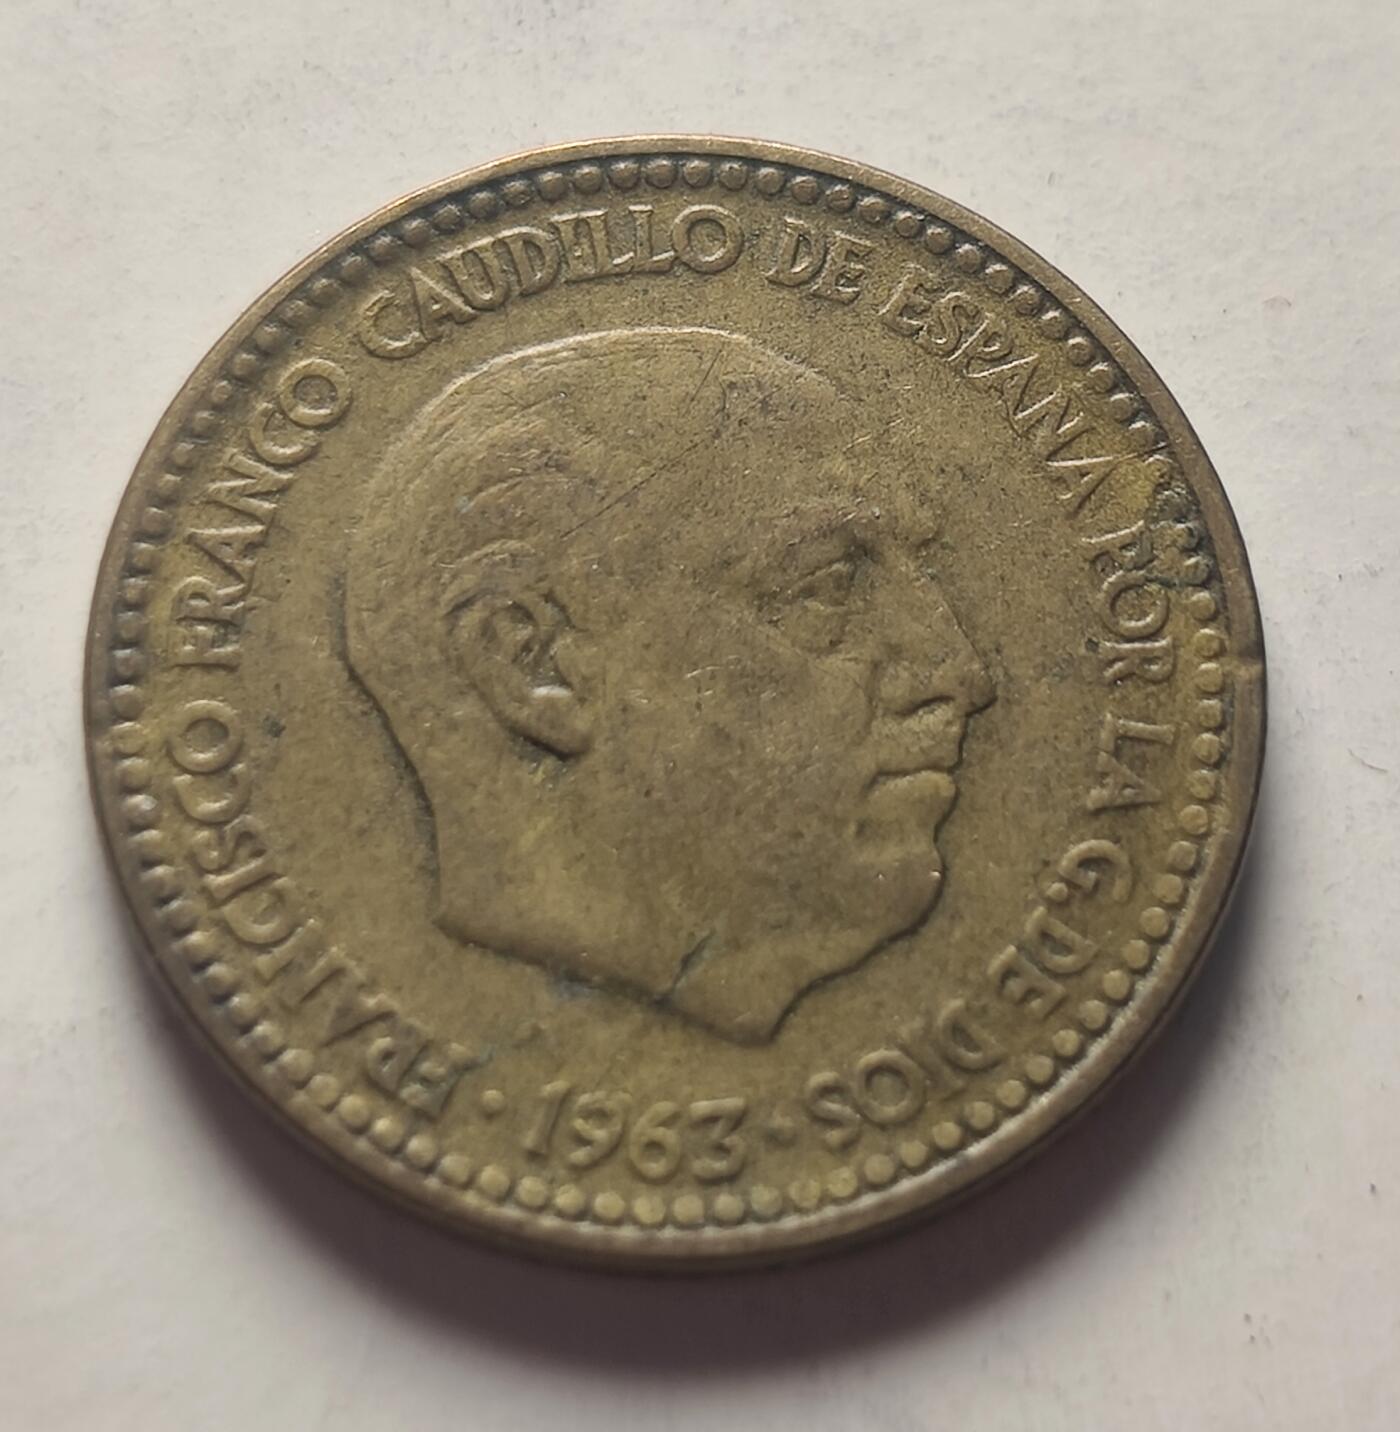 FRANCISCO FRANCO CAUDILLO DE ESPAÑA POR LA G. DE DIOS
· 1963 ·